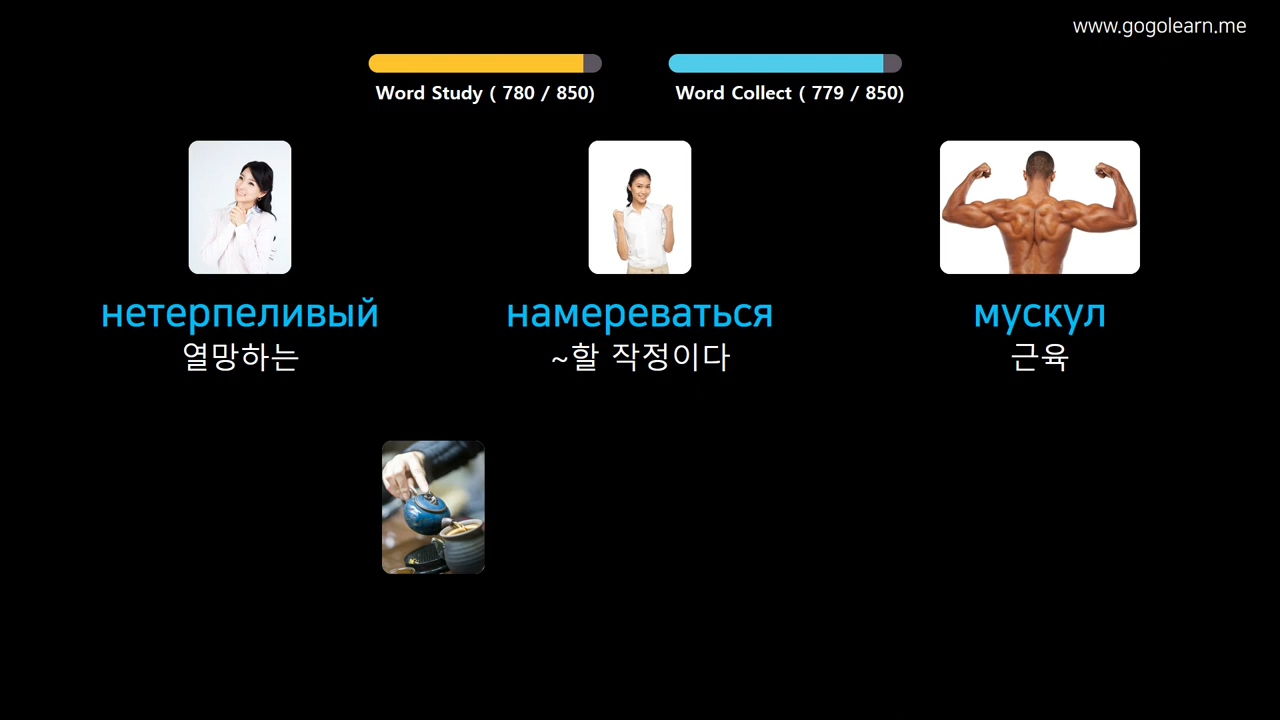 www.gogolearn.me
Word Study ( 780 / 850)
Word Collect ( 779 / 850)
нетерпеливый
열망하는
намереваться
~할 작정이다
мускул
근육